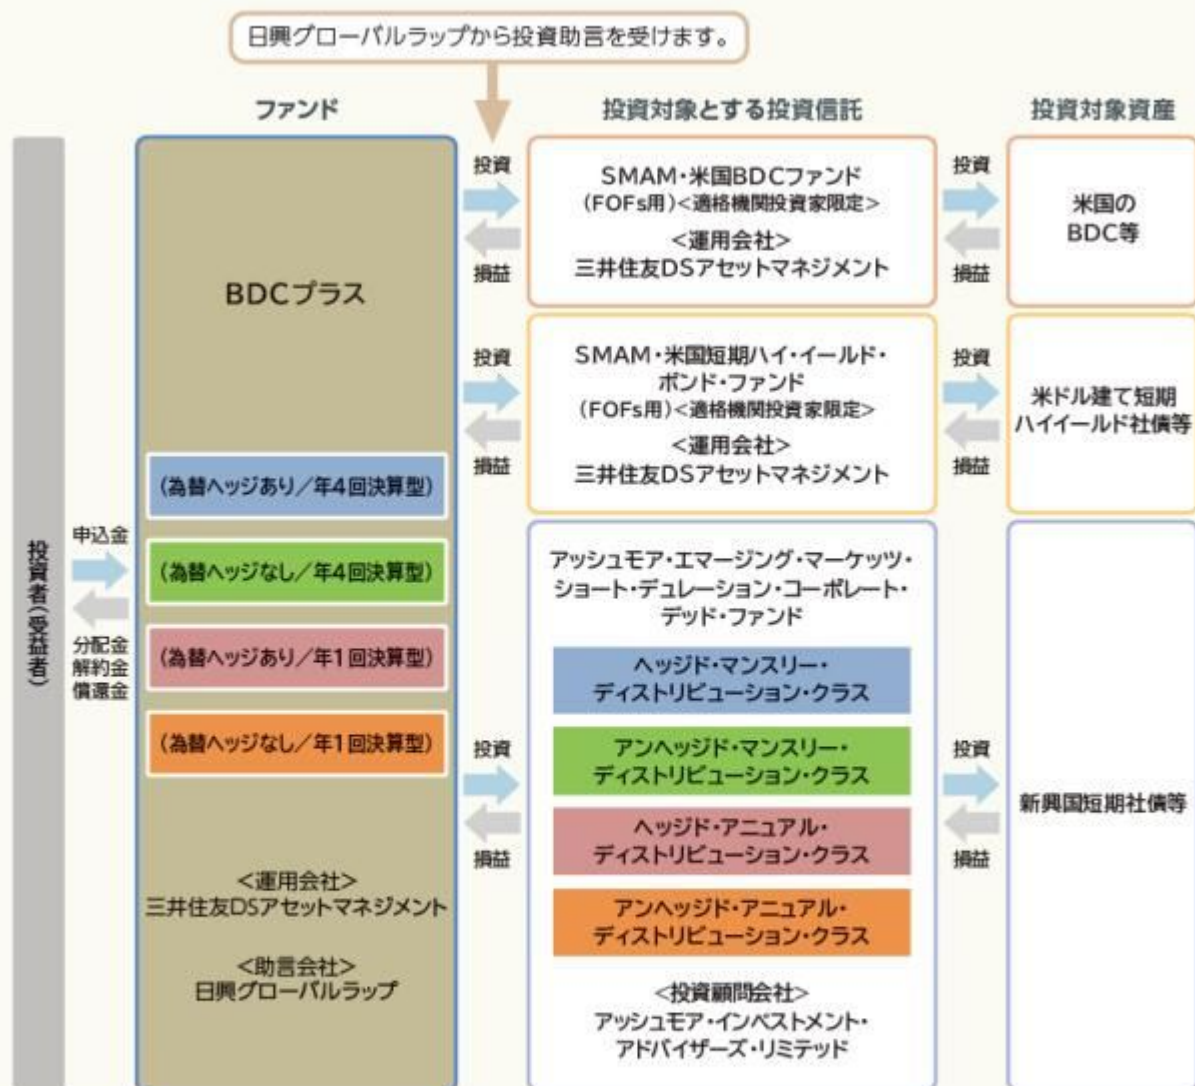 日興グローバルラップから投資助言を受けます。
ファンド
投資対象とする投資信託
投資対象資産
投資者(受益者)
申込金
分配金
解約金
償還金
BDCプラス
(為替ヘッジあり/年4回決算型)
(為替ヘッジなし/年4回決算型)
(為替ヘッジあり/年1回決算型)
(為替ヘッジなし/年1回決算型)
<運用会社>
三井住友DSアセットマネジメント
<助言会社>
日興グローバルラップ
投資
損益
SMAM・米国BDCファンド
(FOFs用)<適格機関投資家限定>
<運用会社>
三井住友DSアセットマネジメント
投資
損益
米国の
BDC等
投資
損益
SMAM・米国短期ハイ・イールド・
ボンド・ファンド
(FOFs用)<適格機関投資家限定>
<運用会社>
三井住友DSアセットマネジメント
投資
損益
米ドル建て短期
ハイイールド社債等
投資
損益
アッシュモア・エマージング・マーケッツ・
ショート・デュレーション・コーポレート・
デッド・ファンド
ヘッジド・マンスリー・
ディストリビューション・クラス
アンヘッジド・マンスリー・
ディストリビューション・クラス
ヘッジド・アニュアル・
ディストリビューション・クラス
アンヘッジド・アニュアル・
ディストリビューション・クラス
<投資顧問会社>
アッシュモア・インベストメント・
アドバイザーズ・リミテッド
投資
損益
新興国短期社債等